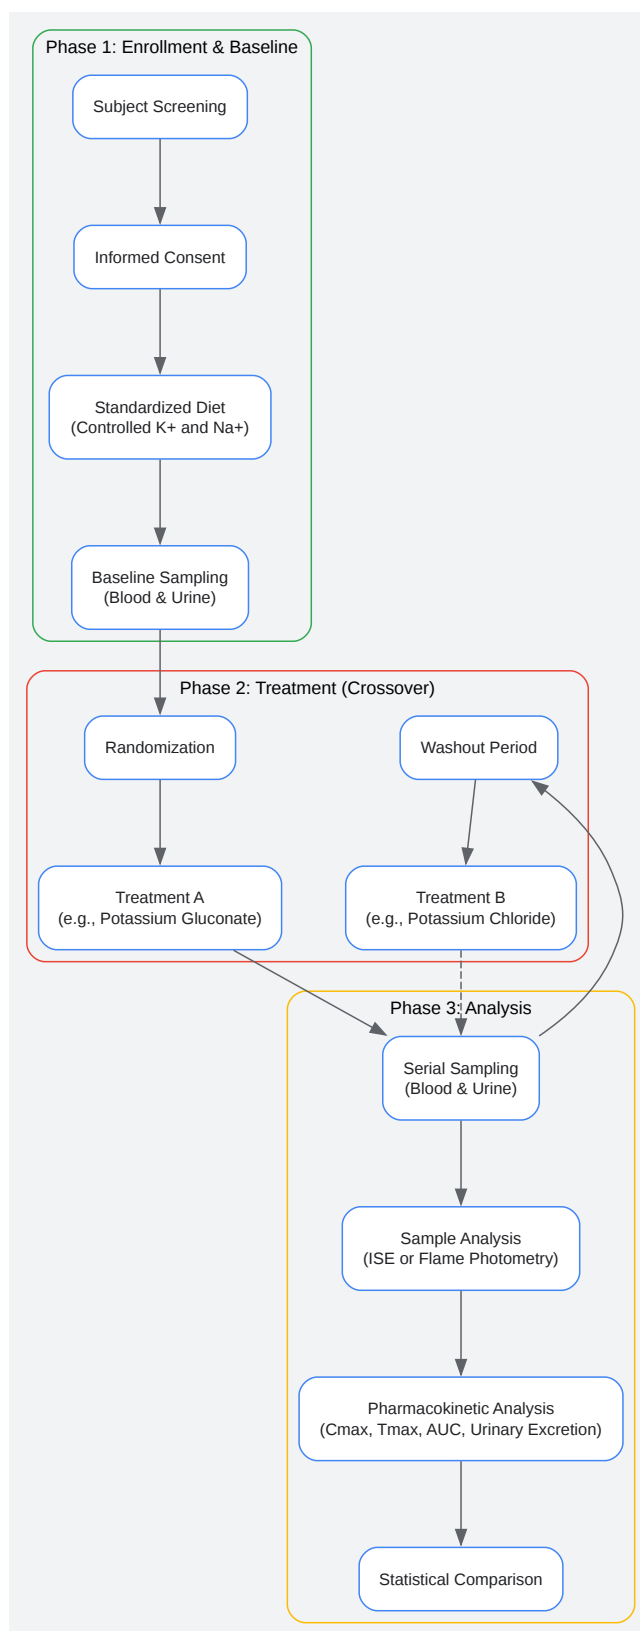 Phase 1: Enrollment & Baseline
Subject Screening
Informed Consent
Standardized Diet
(Controlled K+ and Na+)
Baseline Sampling
(Blood & Urine)
Phase 2: Treatment (Crossover)
Randomization
Washout Period
Treatment A
(e.g., Potassium Gluconate)
Treatment B
(e.g., Potassium Chloride)
Phase 3: Analysis
Serial Sampling
(Blood & Urine)
Sample Analysis
(ISE or Flame Photometry)
Pharmacokinetic Analysis
(Cmax, Tmax, AUC, Urinary Excretion)
Statistical Comparison